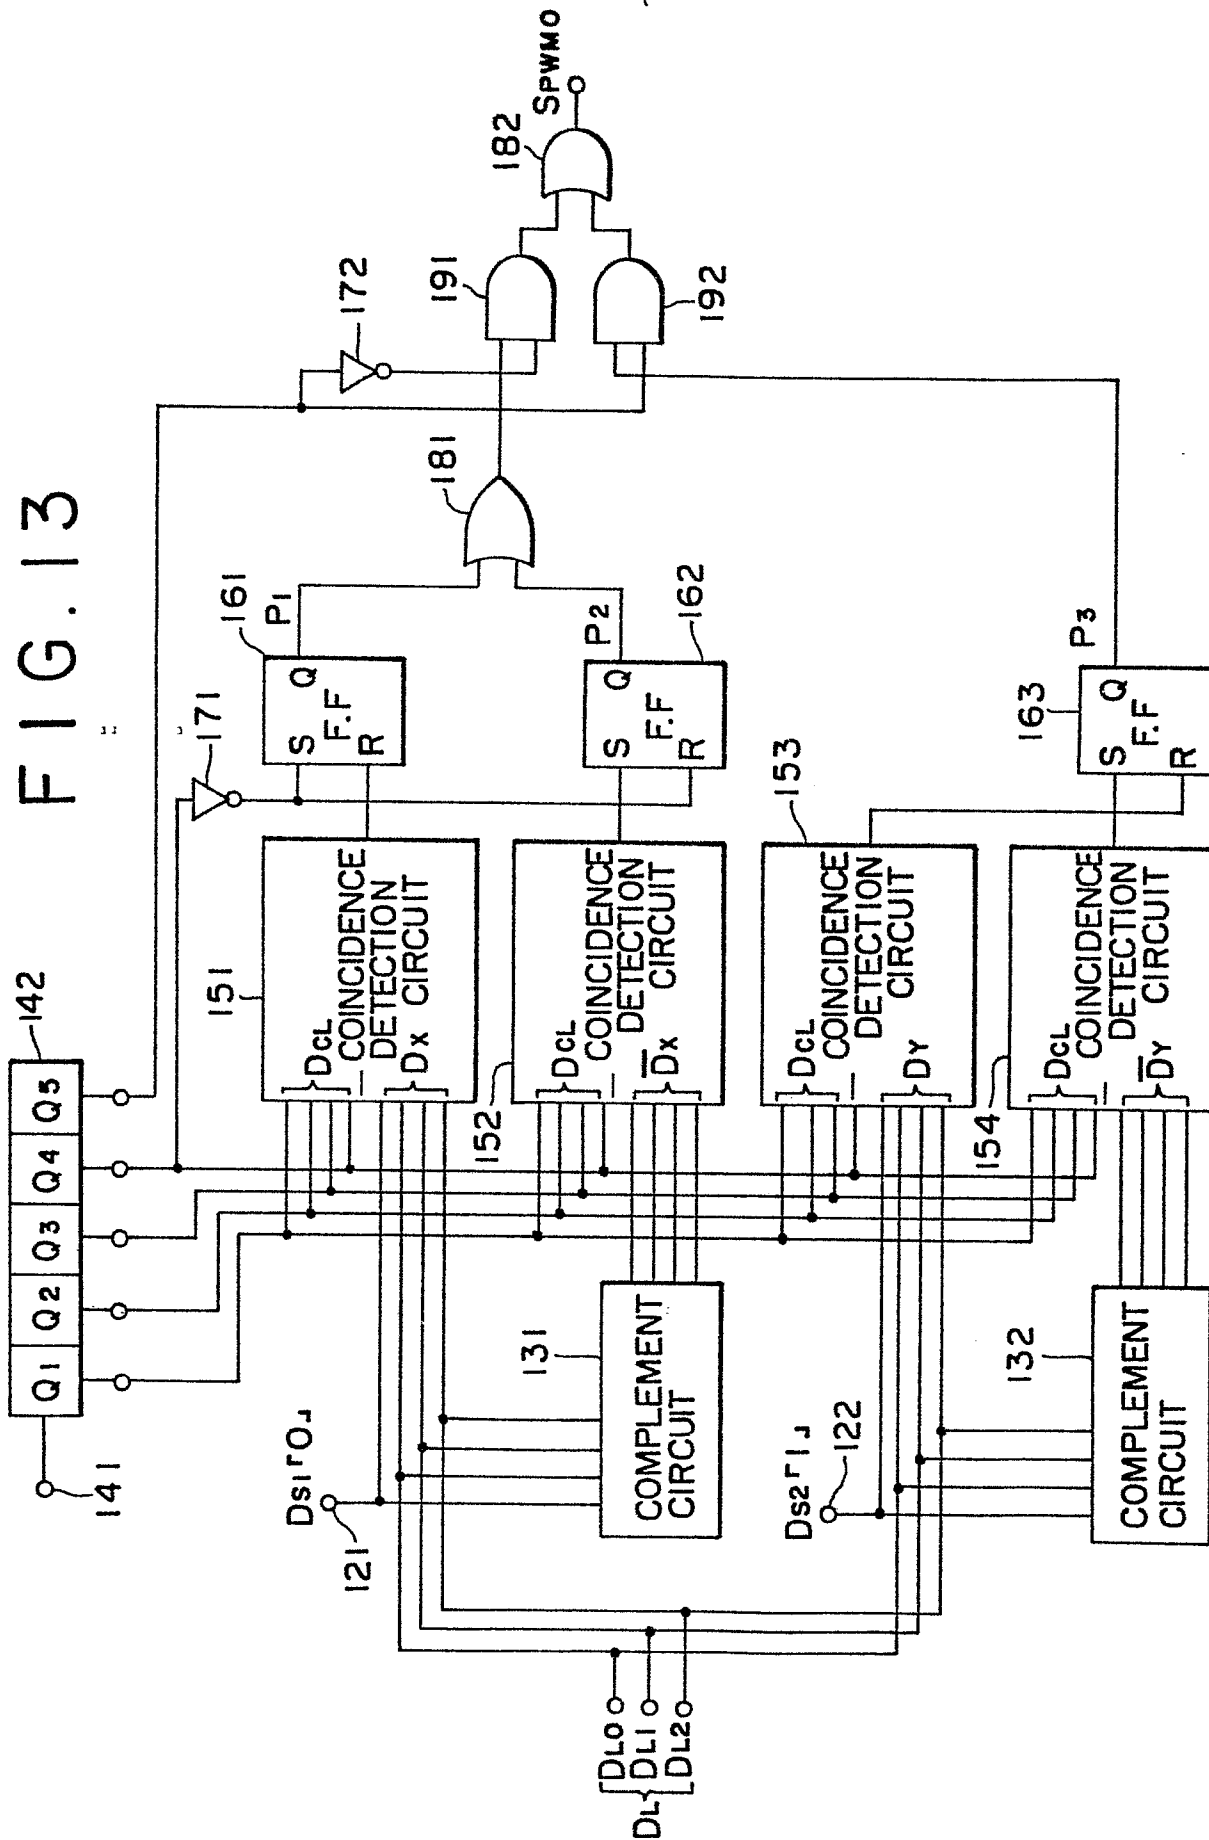 FIG.13
142
Q1 Q2 Q3 Q4 Q5
141
171
151
DCL
COINCIDENCE
DETECTION
CIRCUIT
DX
161
S Q
F.F
R
P1
172
191
181
182
SPWMO
192
152
DCL
COINCIDENCE
DETECTION
CIRCUIT
D̅X
162
S Q
F.F
R
P2
DS1「0」
121
131
COMPLEMENT
CIRCUIT
153
DCL
COINCIDENCE
DETECTION
CIRCUIT
DY
DL0
DL1
DL2
DL
DS2「1」
122
132
COMPLEMENT
CIRCUIT
154
DCL
COINCIDENCE
DETECTION
CIRCUIT
D̅Y
163
S Q
F.F
R
P3